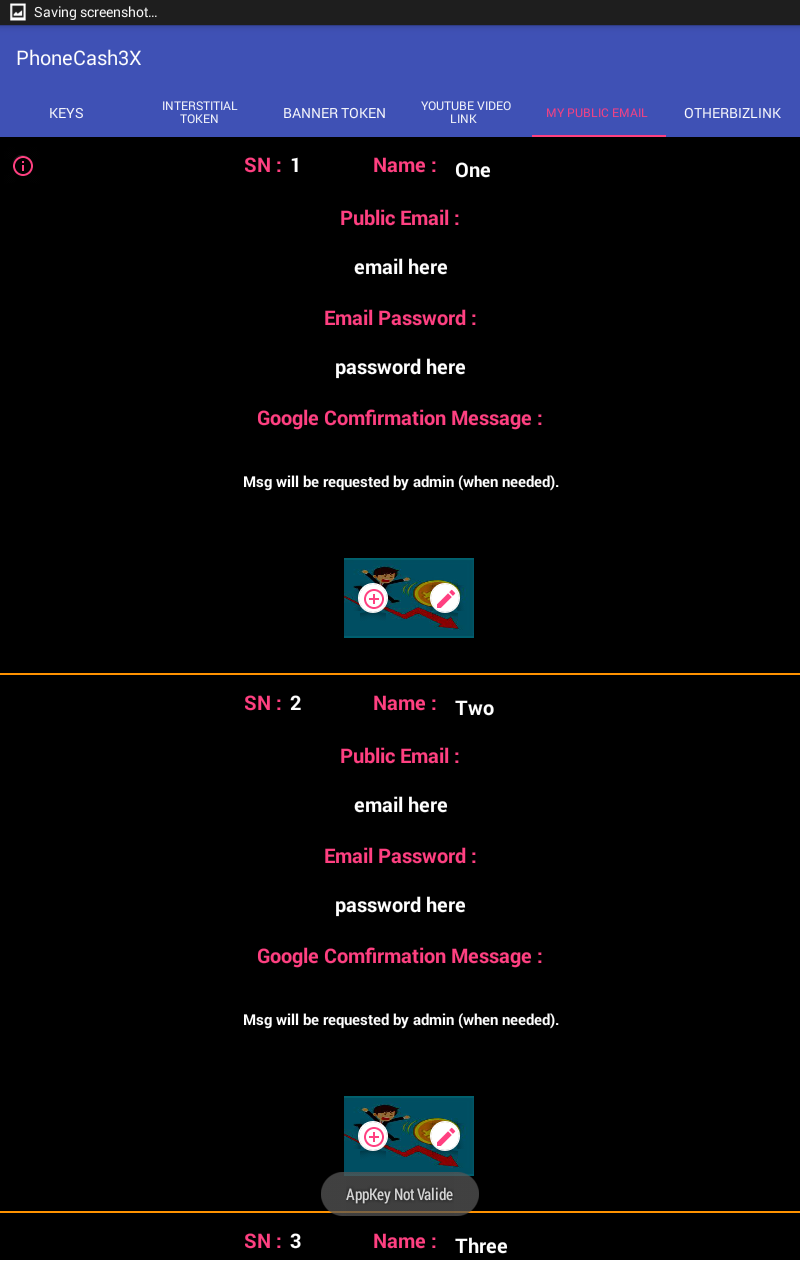 Saving screenshot...
PhoneCash3X
KEYS
INTERSTITIAL
TOKEN
BANNER TOKEN
YOUTUBE VIDEO
LINK
MY PUBLIC EMAIL
OTHERBIZLINK
SN : 1 Name : One
Public Email :
email here
Email Password :
password here
Google Comfirmation Message :
Msg will be requested by admin (when needed).
SN : 2 Name : Two
Public Email :
email here
Email Password :
password here
Google Comfirmation Message :
Msg will be requested by admin (when needed).
AppKey Not Valide
SN : 3 Name : Three